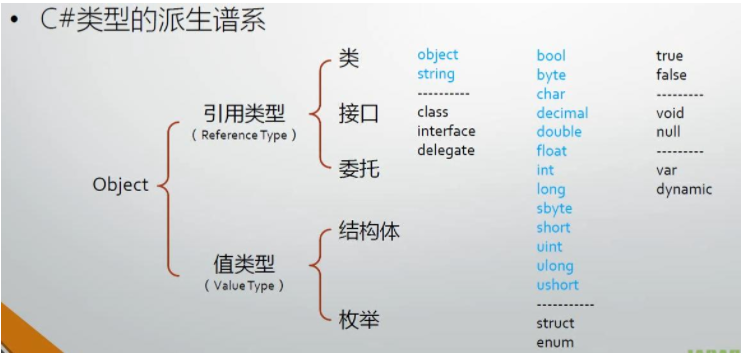 • C#类型的派生谱系
Object
引用类型
( Reference Type )
类
接口
委托
值类型
( Value Type )
结构体
枚举
object
string
----------
class
interface
delegate
bool
byte
char
decimal
double
float
int
long
sbyte
short
uint
ulong
ushort
-----------
struct
enum
true
false
---------
void
null
---------
var
dynamic